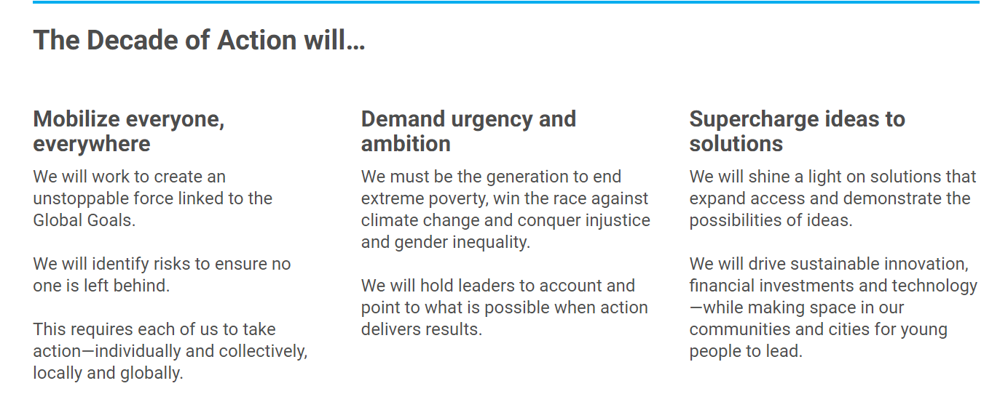 The Decade of Action will...
Mobilize everyone,
everywhere
We will work to create an
unstoppable force linked to the
Global Goals.
We will identify risks to ensure no
one is left behind.
This requires each of us to take
action—individually and collectively,
locally and globally.
Demand urgency and
ambition
We must be the generation to end
extreme poverty, win the race against
climate change and conquer injustice
and gender inequality.
We will hold leaders to account and
point to what is possible when action
delivers results.
Supercharge ideas to
solutions
We will shine a light on solutions that
expand access and demonstrate the
possibilities of ideas.
We will drive sustainable innovation,
financial investments and technology
—while making space in our
communities and cities for young
people to lead.